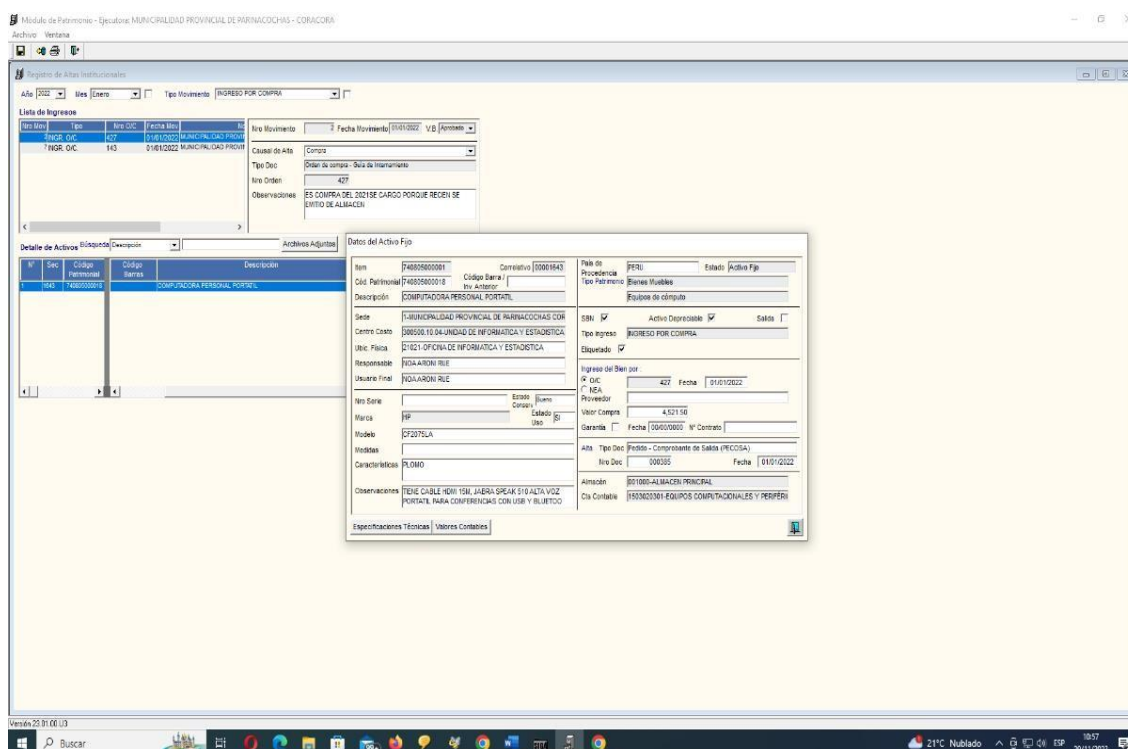 Módulo de Patrimonio - Ejecutora: MUNICIPALIDAD PROVINCIAL DE PARINACOCHAS - CORACORA
Archivo Ventana
Registro de Altas Institucionales
Año 2022 Mes Enero Tipo Movimiento INGRESO POR COMPRA
Lista de Ingresos
Nro Mov Tipo Nro O/C Fecha Mov
2 INGR. O/C. 427 01/01/2022 MUNICIPALIDAD PROVI
7 INGR. O/C. 143 01/01/2022 MUNICIPALIDAD PROVI
Nro Movimiento 2 Fecha Movimiento 01/01/2022 V.B Aprobado
Causal de Alta Compra
Tipo Doc Orden de compra - Guía de Internamiento
Nro Orden 427
Observaciones ES COMPRA DEL 2021SE CARGO PORQUE RECEN SE
EMITIO DE ALMACEN
Detalle de Activos Búsqueda Descripción Archivos Adjuntos
N° Sec Código Patrimonial Código Barras Descripción
1 1643 740805000018 COMPUTADORA PERSONAL PORTATIL
Datos del Activo Fijo
Item 740805000001 Correlativo 00001643
Cód. Patrimonial 740805000018 Código Barra / Inv Anterior
Descripción COMPUTADORA PERSONAL PORTATIL
Sede 1-MUNICIPALIDAD PROVINCIAL DE PARINACOCHAS COR
Centro Costo 300500.10.04-UNIDAD DE INFORMATICA Y ESTADISTICA
Ubic. Física 21021-OFICINA DE INFORMATICA Y ESTADISTICA
Responsable NOA ARONI RUE
Usuario Final NOA ARONI RUE
Nro Serie Estado Conserv Bueno
Marca HP Estado Uso SI
Modelo CF2075LA
Medidas
Características PLOMO
Observaciones TIENE CABLE HDMI 15M, JABRA SPEAK 510 ALTA VOZ
PORTATIL PARA CONFERENCIAS CON USB Y BLUETOO
Especificaciones Técnicas Valores Contables
País de Procedencia PERU Estado Activo Fijo
Tipo Patrimonio Bienes Muebles
Equipos de cómputo
SBN Activo Depreciable Salida
Tipo ingreso INGRESO POR COMPRA
Etiquetado
Ingreso del Bien por :
O/C 427 Fecha 01/01/2022
NEA
Proveedor
Valor Compra 4,521.50
Garantía Fecha 00/00/0000 N° Contrato
Alta Tipo Doc Pedido - Comprobante de Salida (PECOSA)
Nro Doc 000385 Fecha 01/01/2022
Almacén 001000-ALMACEN PRINCIPAL
Cta Contable 1503020301-EQUIPOS COMPUTACIONALES Y PERIFÉRI
Versión 23.01.00.U3
Buscar
21°C Nublado ESP 10:57